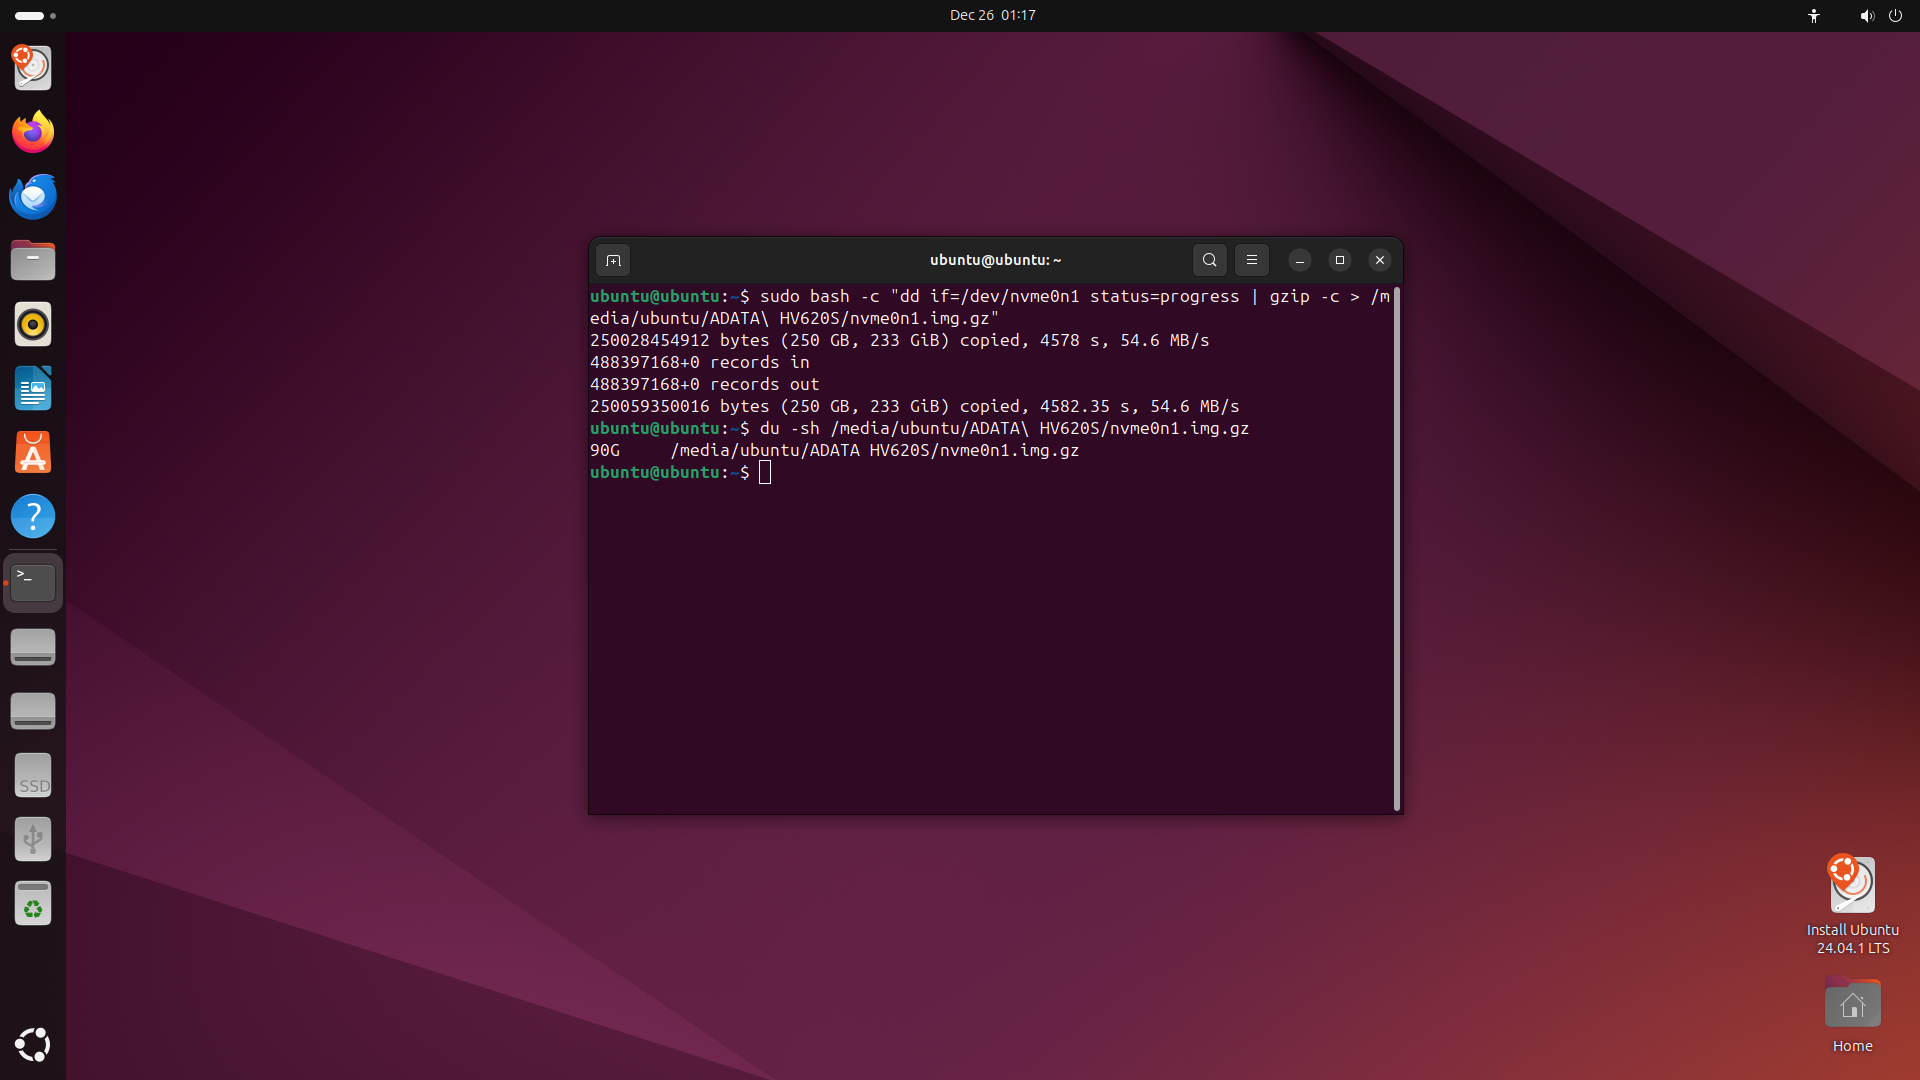 Dec 26 01:17
ubuntu@ubuntu: ~
ubuntu@ubuntu:~$ sudo bash -c "dd if=/dev/nvme0n1 status=progress | gzip -c > /m
edia/ubuntu/ADATA\ HV620S/nvme0n1.img.gz"
250028454912 bytes (250 GB, 233 GiB) copied, 4578 s, 54.6 MB/s
488397168+0 records in
488397168+0 records out
250059350016 bytes (250 GB, 233 GiB) copied, 4582.35 s, 54.6 MB/s
ubuntu@ubuntu:~$ du -sh /media/ubuntu/ADATA\ HV620S/nvme0n1.img.gz
90G     /media/ubuntu/ADATA HV620S/nvme0n1.img.gz
ubuntu@ubuntu:~$
SSD
Install Ubuntu
24.04.1 LTS
Home